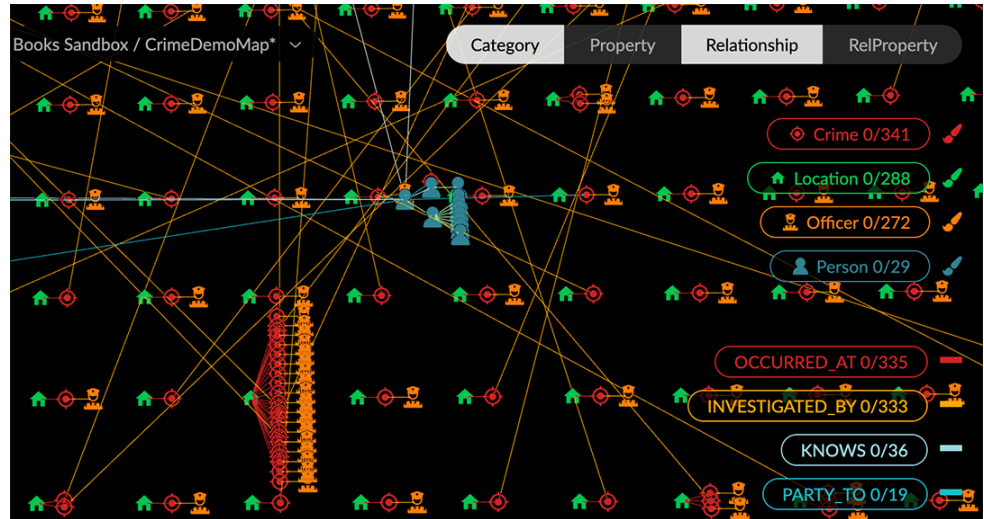 Books Sandbox / CrimeDemoMap*
Category Property Relationship RelProperty
Crime 0/341
Location 0/288
Officer 0/272
Person 0/29
OCCURRED_AT 0/335
INVESTIGATED_BY 0/333
KNOWS 0/36
PARTY_TO 0/19